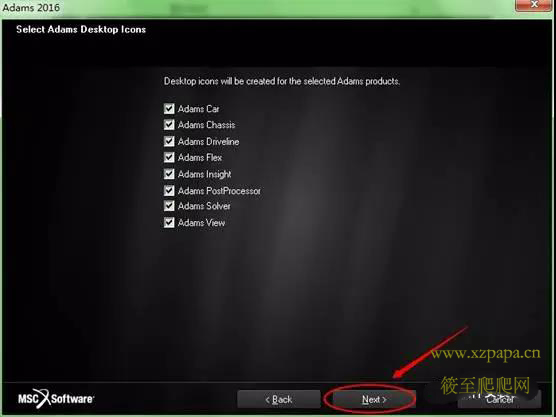 Adams 2016
Select Adams Desktop Icons
Desktop icons will be created for the selected Adams products.
Adams Car
Adams Chassis
Adams Driveline
Adams Flex
Adams Insight
Adams PostProcessor
Adams Solver
Adams View
www.xzpapa.cn
筱至爬爬网
MSC Software
< Back
Next >
Cancel